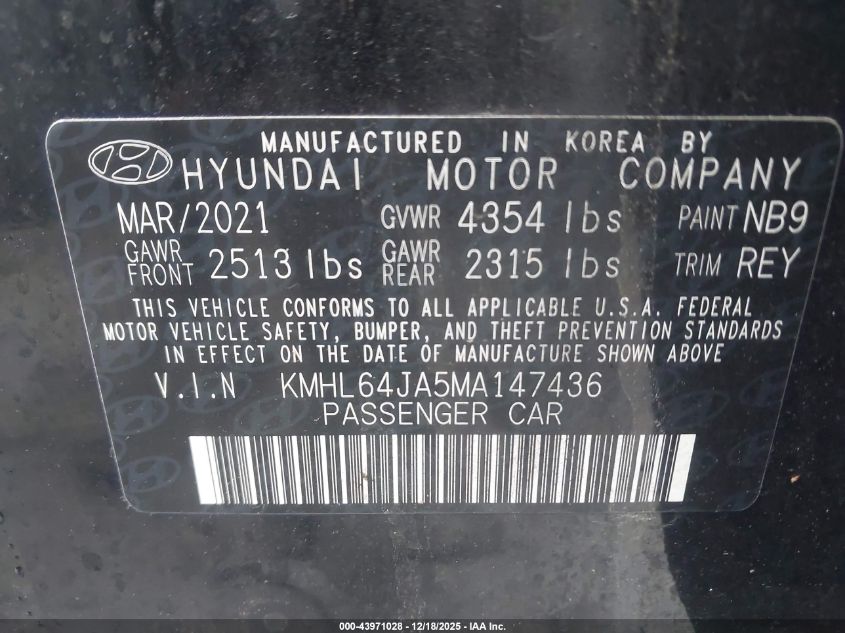 MANUFACTURED IN KOREA BY
HYUNDAI MOTOR COMPANY
MAR/2021 GVWR 4354 lbs PAINT NB9
GAWR FRONT 2513 lbs GAWR REAR 2315 lbs TRIM REY
THIS VEHICLE CONFORMS TO ALL APPLICABLE U.S.A. FEDERAL
MOTOR VEHICLE SAFETY, BUMPER, AND THEFT PREVENTION STANDARDS
IN EFFECT ON THE DATE OF MANUFACTURE SHOWN ABOVE
V.I.N KMHL64JA5MA147436
PASSENGER CAR
000-43971028 - 12/18/2025 - IAA Inc.